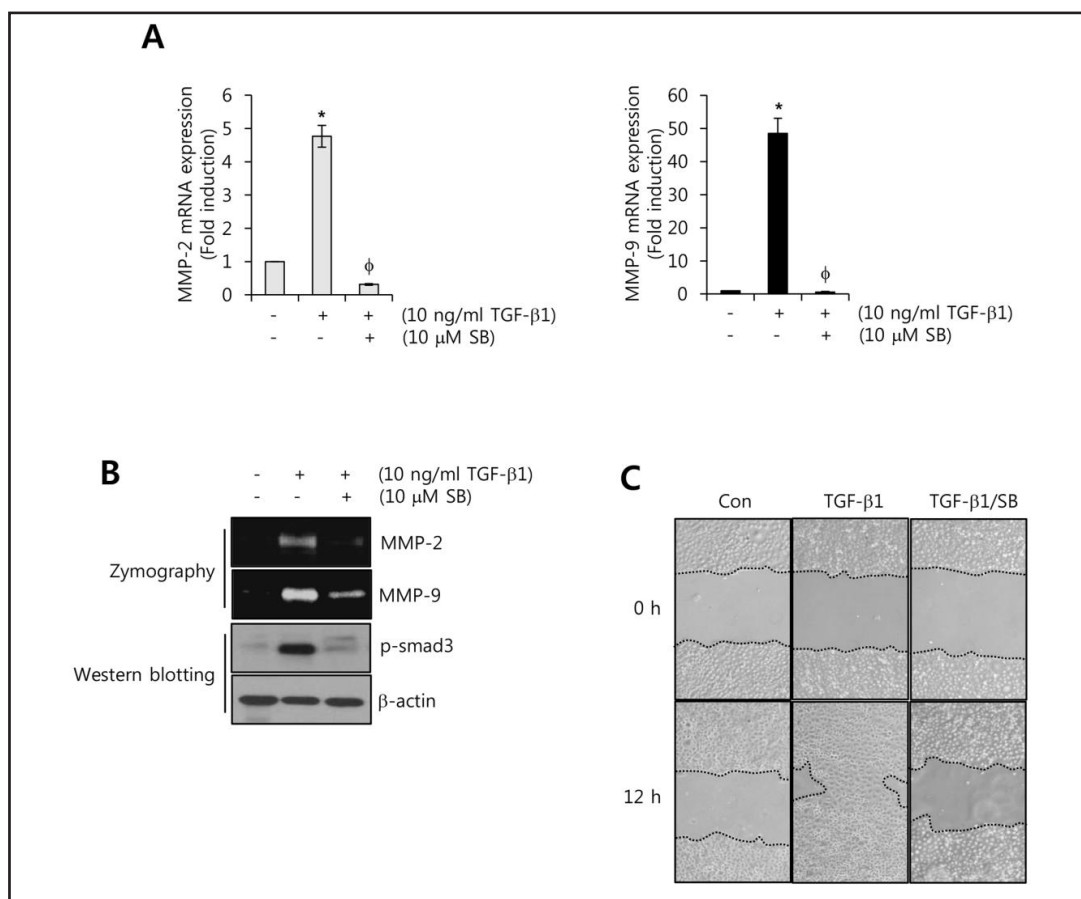 A
MMP-2 mRNA expression
(Fold induction)
6
5
4
3
2
1
0
*
ϕ
- + + (10 ng/ml TGF-β1)
- - + (10 μM SB)
MMP-9 mRNA expression
(Fold induction)
60
50
40
30
20
10
0
*
ϕ
- + + (10 ng/ml TGF-β1)
- - + (10 μM SB)
B
- + + (10 ng/ml TGF-β1)
- - + (10 μM SB)
Zymography
MMP-2
MMP-9
Western blotting
p-smad3
β-actin
C
Con TGF-β1 TGF-β1/SB
0 h
12 h